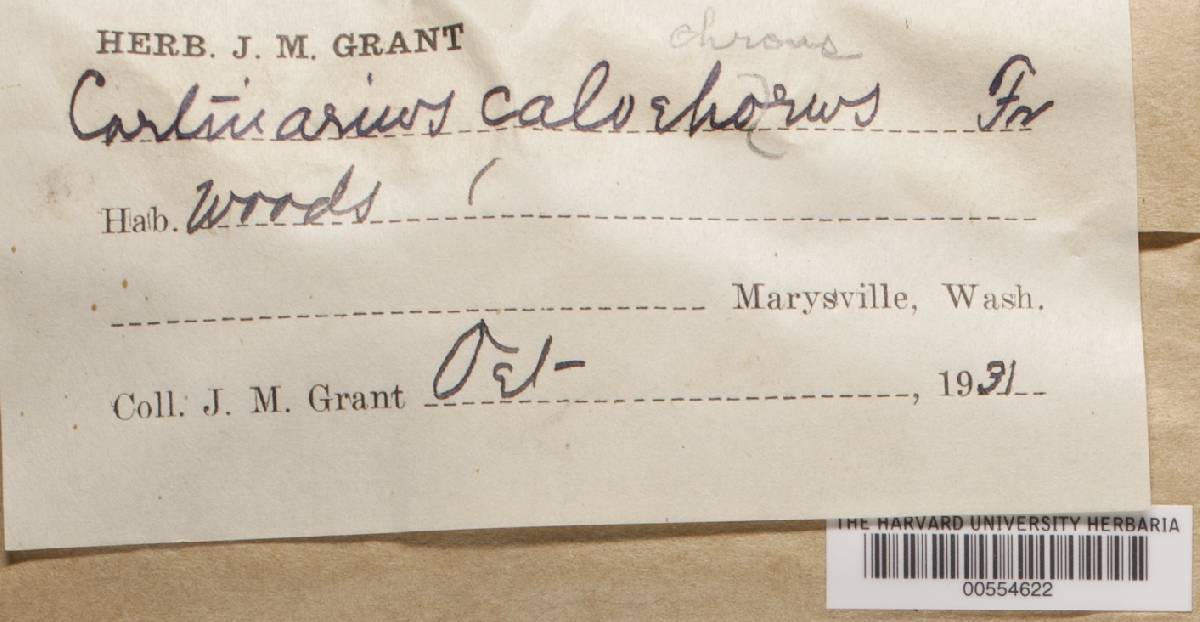 HERB. J. M. GRANT
chrous
Cortinarius calochorus Fr
Hab. Woods
Marysville, Wash.
Coll. J. M. Grant Oct-, 1931
THE HARVARD UNIVERSITY HERBARIA
00554622